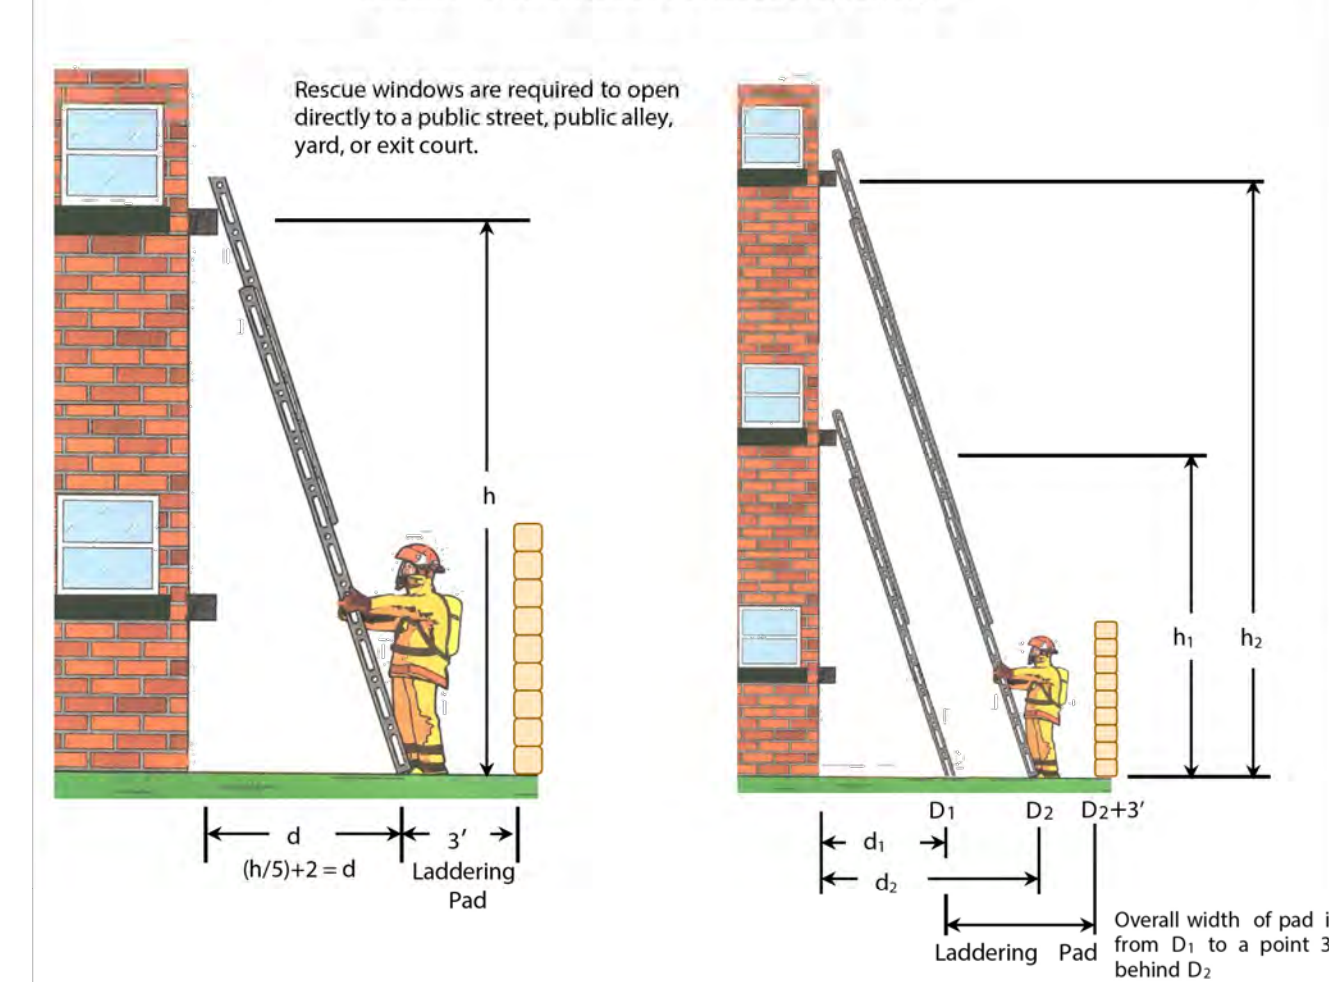 Rescue windows are required to open
directly to a public street, public alley,
yard, or exit court.
h
d
(h/5)+2 = d
3′
Laddering
Pad
h₁
h₂
D₁
D₂
D₂+3′
d₁
d₂
Laddering Pad
Overall width of pad i
from D₁ to a point 3
behind D₂